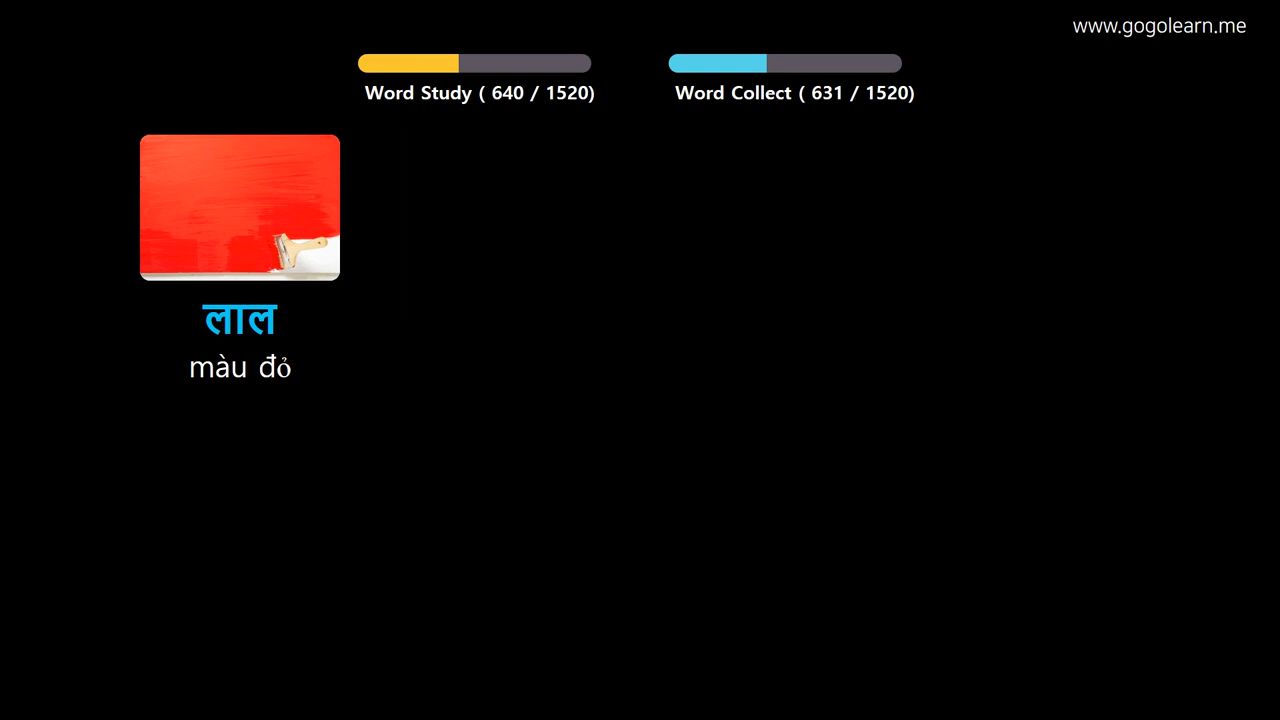 www.gogolearn.me
Word Study ( 640 / 1520)
Word Collect ( 631 / 1520)
लाल
màu đỏ